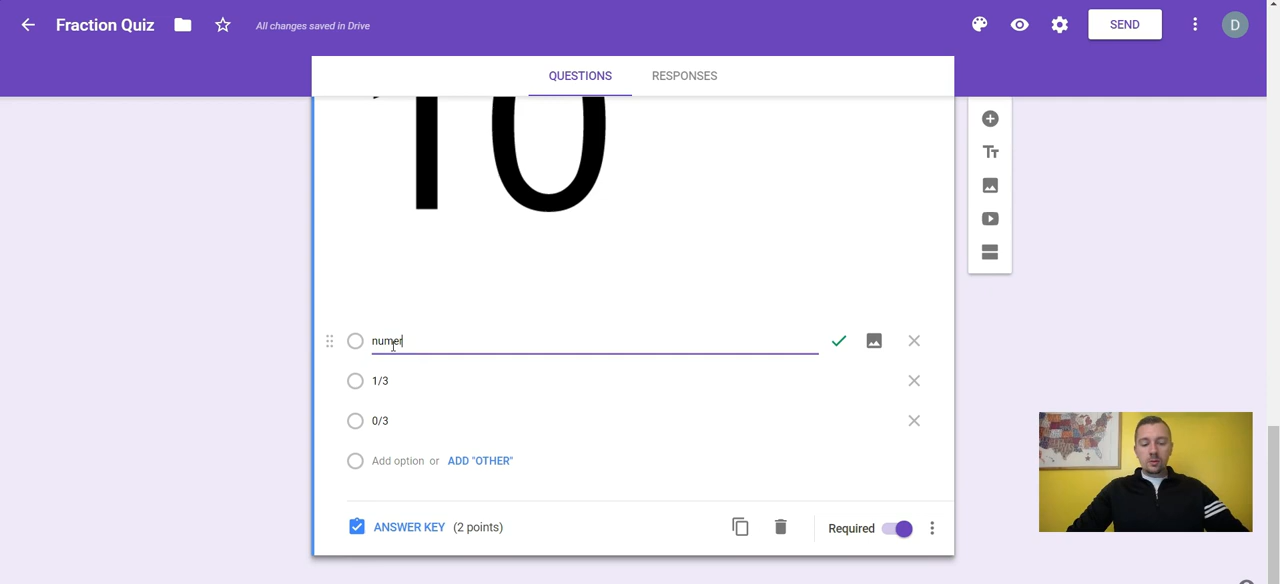 Fraction Quiz
All changes saved in Drive
SEND
D
QUESTIONS
RESPONSES
10
numer
1/3
0/3
Add option or ADD "OTHER"
ANSWER KEY (2 points)
Required